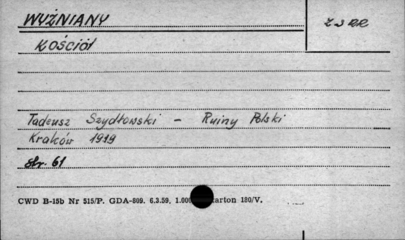 WYŻNIANY
ZSRR
KOŚCIÓŁ
Tadeusz Szydłowski – Ruiny Polski
Kraków 1919
str. 61
CWD B-15b Nr 515/P. GDA-809. 6.3.59. 1.000 karton 180/V.